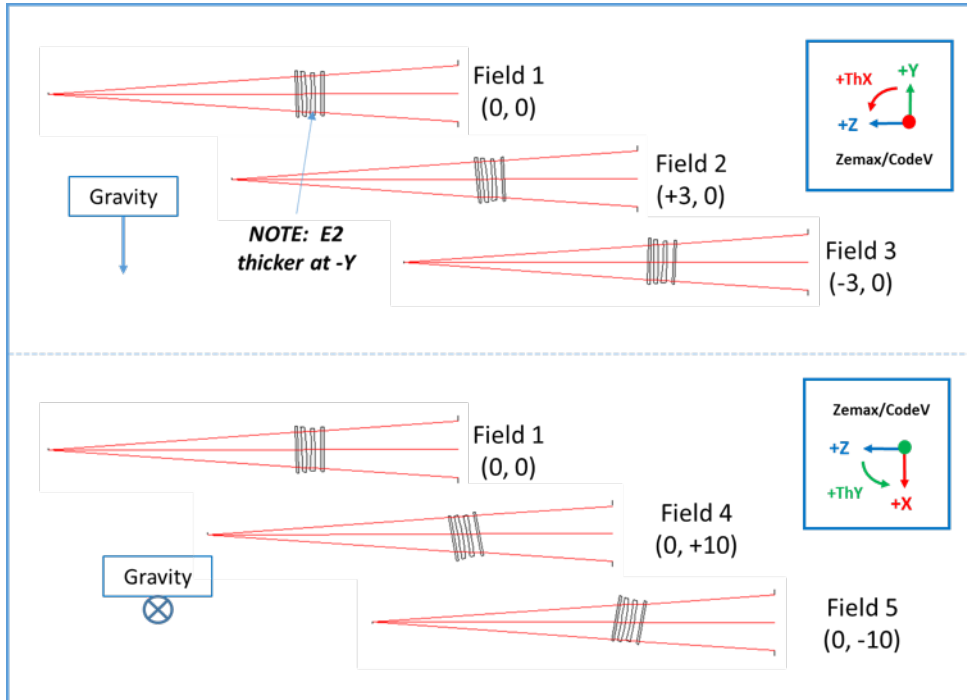 Field 1
(0, 0)
+ThX
+Y
+Z
Zemax/CodeV
Field 2
(+3, 0)
Gravity
NOTE: E2
thicker at -Y
Field 3
(-3, 0)
Field 1
(0, 0)
Zemax/CodeV
+Z
+ThY
+X
Field 4
(0, +10)
Gravity
Field 5
(0, -10)